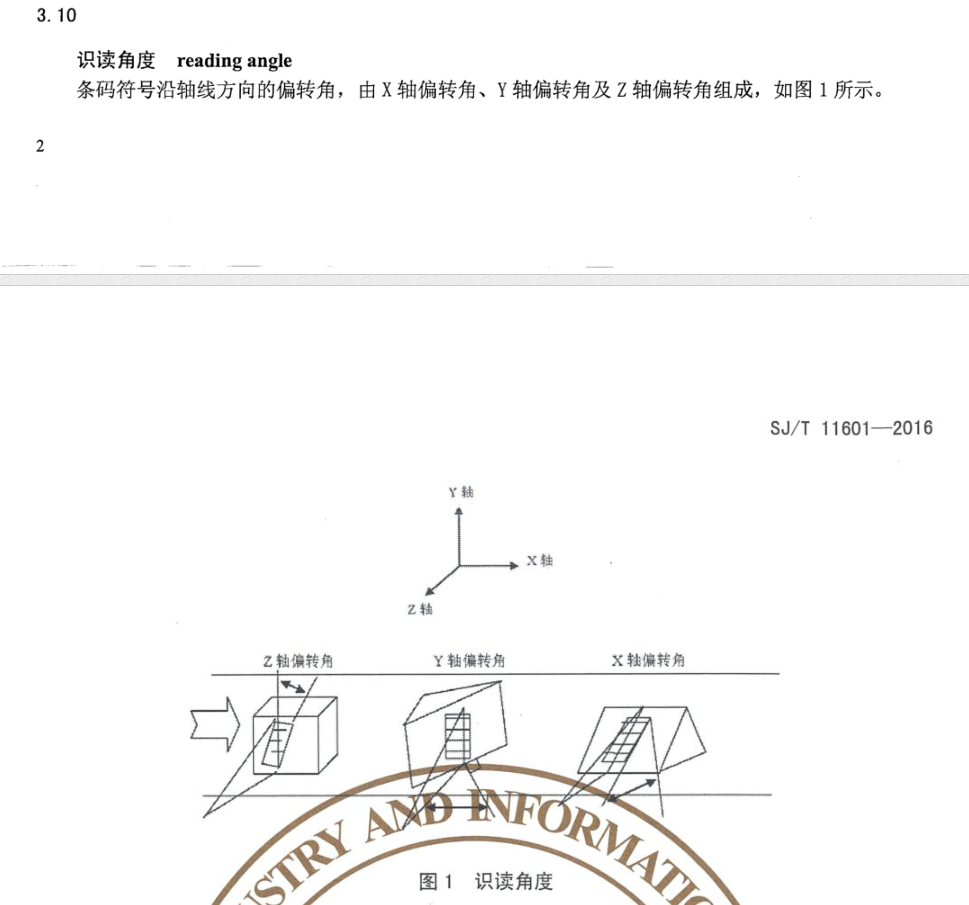 3.10
识读角度 reading angle
条码符号沿轴线方向的偏转角，由 X 轴偏转角、Y 轴偏转角及 Z 轴偏转角组成，如图 1 所示。
2
SJ/T 11601—2016
Y 轴
X 轴
Z 轴
Z 轴偏转角 Y 轴偏转角 X 轴偏转角
AND
图 1 识读角度